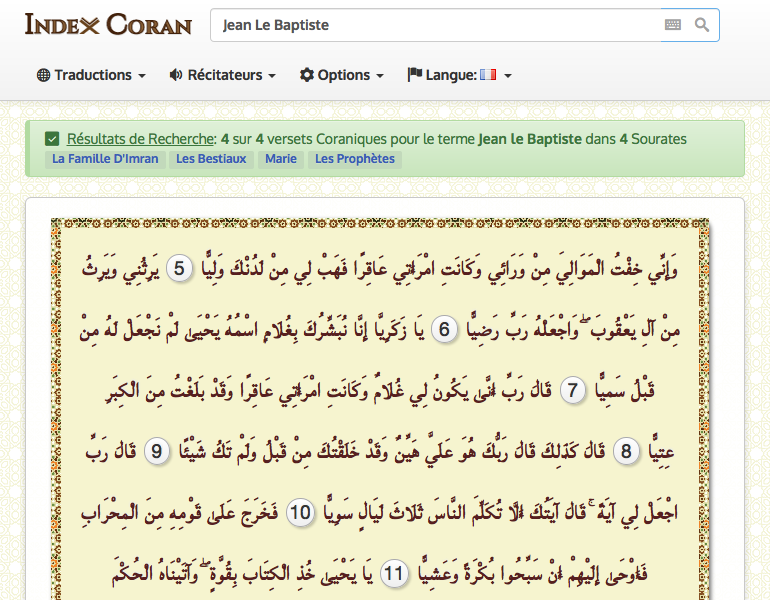 INDEX CORAN
Jean Le Baptiste
Traductions Récitateurs Options Langue:
Résultats de Recherche: 4 sur 4 versets Coraniques pour le terme Jean le Baptiste dans 4 Sourates
La Famille D'Imran Les Bestiaux Marie Les Prophètes
وَإِنِّي خِفْتُ الْمَوَالِيَ مِنْ وَرَائِي وَكَانَتِ امْرَأَتِي عَاقِرًا فَهَبْ لِي مِنْ لَدُنْكَ وَلِيًّا 5 يَرِثُنِي وَيَرِثُ
مِنْ آلِ يَعْقُوبَ ۖ وَاجْعَلْهُ رَبِّ رَضِيًّا 6 يَا زَكَرِيَّا إِنَّا نُبَشِّرُكَ بِغُلَامٍ اسْمُهُ يَحْيَىٰ لَمْ نَجْعَلْ لَهُ مِنْ
قَبْلُ سَمِيًّا 7 قَالَ رَبِّ أَنَّىٰ يَكُونُ لِي غُلَامٌ وَكَانَتِ امْرَأَتِي عَاقِرًا وَقَدْ بَلَغْتُ مِنَ الْكِبَرِ
عِتِيًّا 8 قَالَ كَذَٰلِكَ قَالَ رَبُّكَ هُوَ عَلَيَّ هَيِّنٌ وَقَدْ خَلَقْتُكَ مِنْ قَبْلُ وَلَمْ تَكُ شَيْئًا 9 قَالَ رَبِّ
اجْعَلْ لِي آيَةً ۚ قَالَ آيَتُكَ أَلَّا تُكَلِّمَ النَّاسَ ثَلَاثَ لَيَالٍ سَوِيًّا 10 فَخَرَجَ عَلَىٰ قَوْمِهِ مِنَ الْمِحْرَابِ
فَأَوْحَىٰ إِلَيْهِمْ أَنْ سَبِّحُوا بُكْرَةً وَعَشِيًّا 11 يَا يَحْيَىٰ خُذِ الْكِتَابَ بِقُوَّةٍ ۖ وَآتَيْنَاهُ الْحُكْمَ